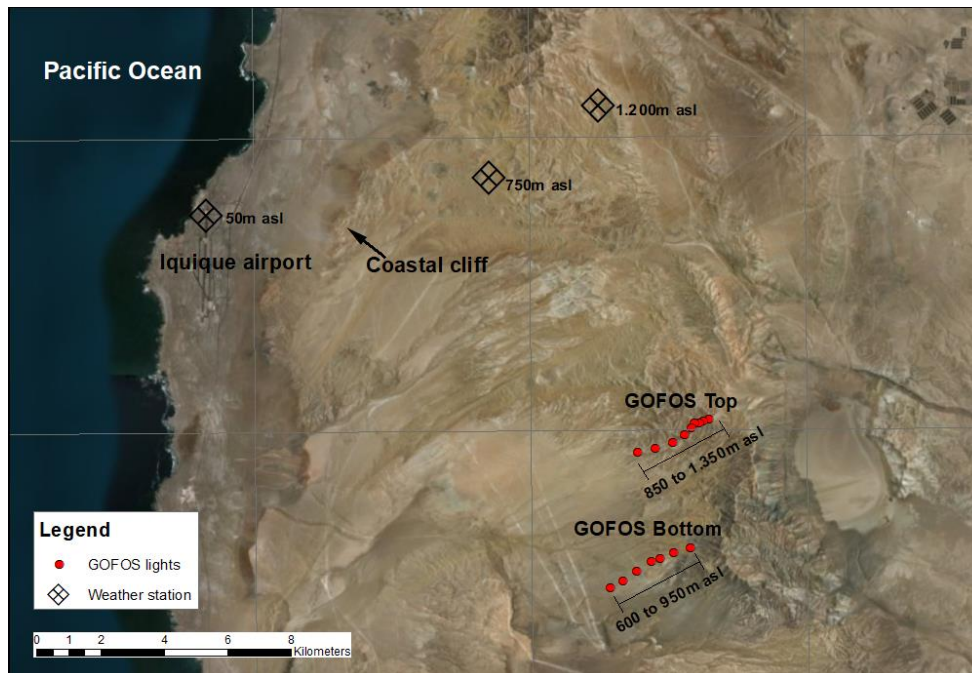 Pacific Ocean
1.200m asl
750m asl
50m asl
Iquique airport
Coastal cliff
GOFOS Top
850 to 1.350m asl
GOFOS Bottom
600 to 950m asl
Legend
GOFOS lights
Weather station
0 1 2 4 6 8
Kilometers